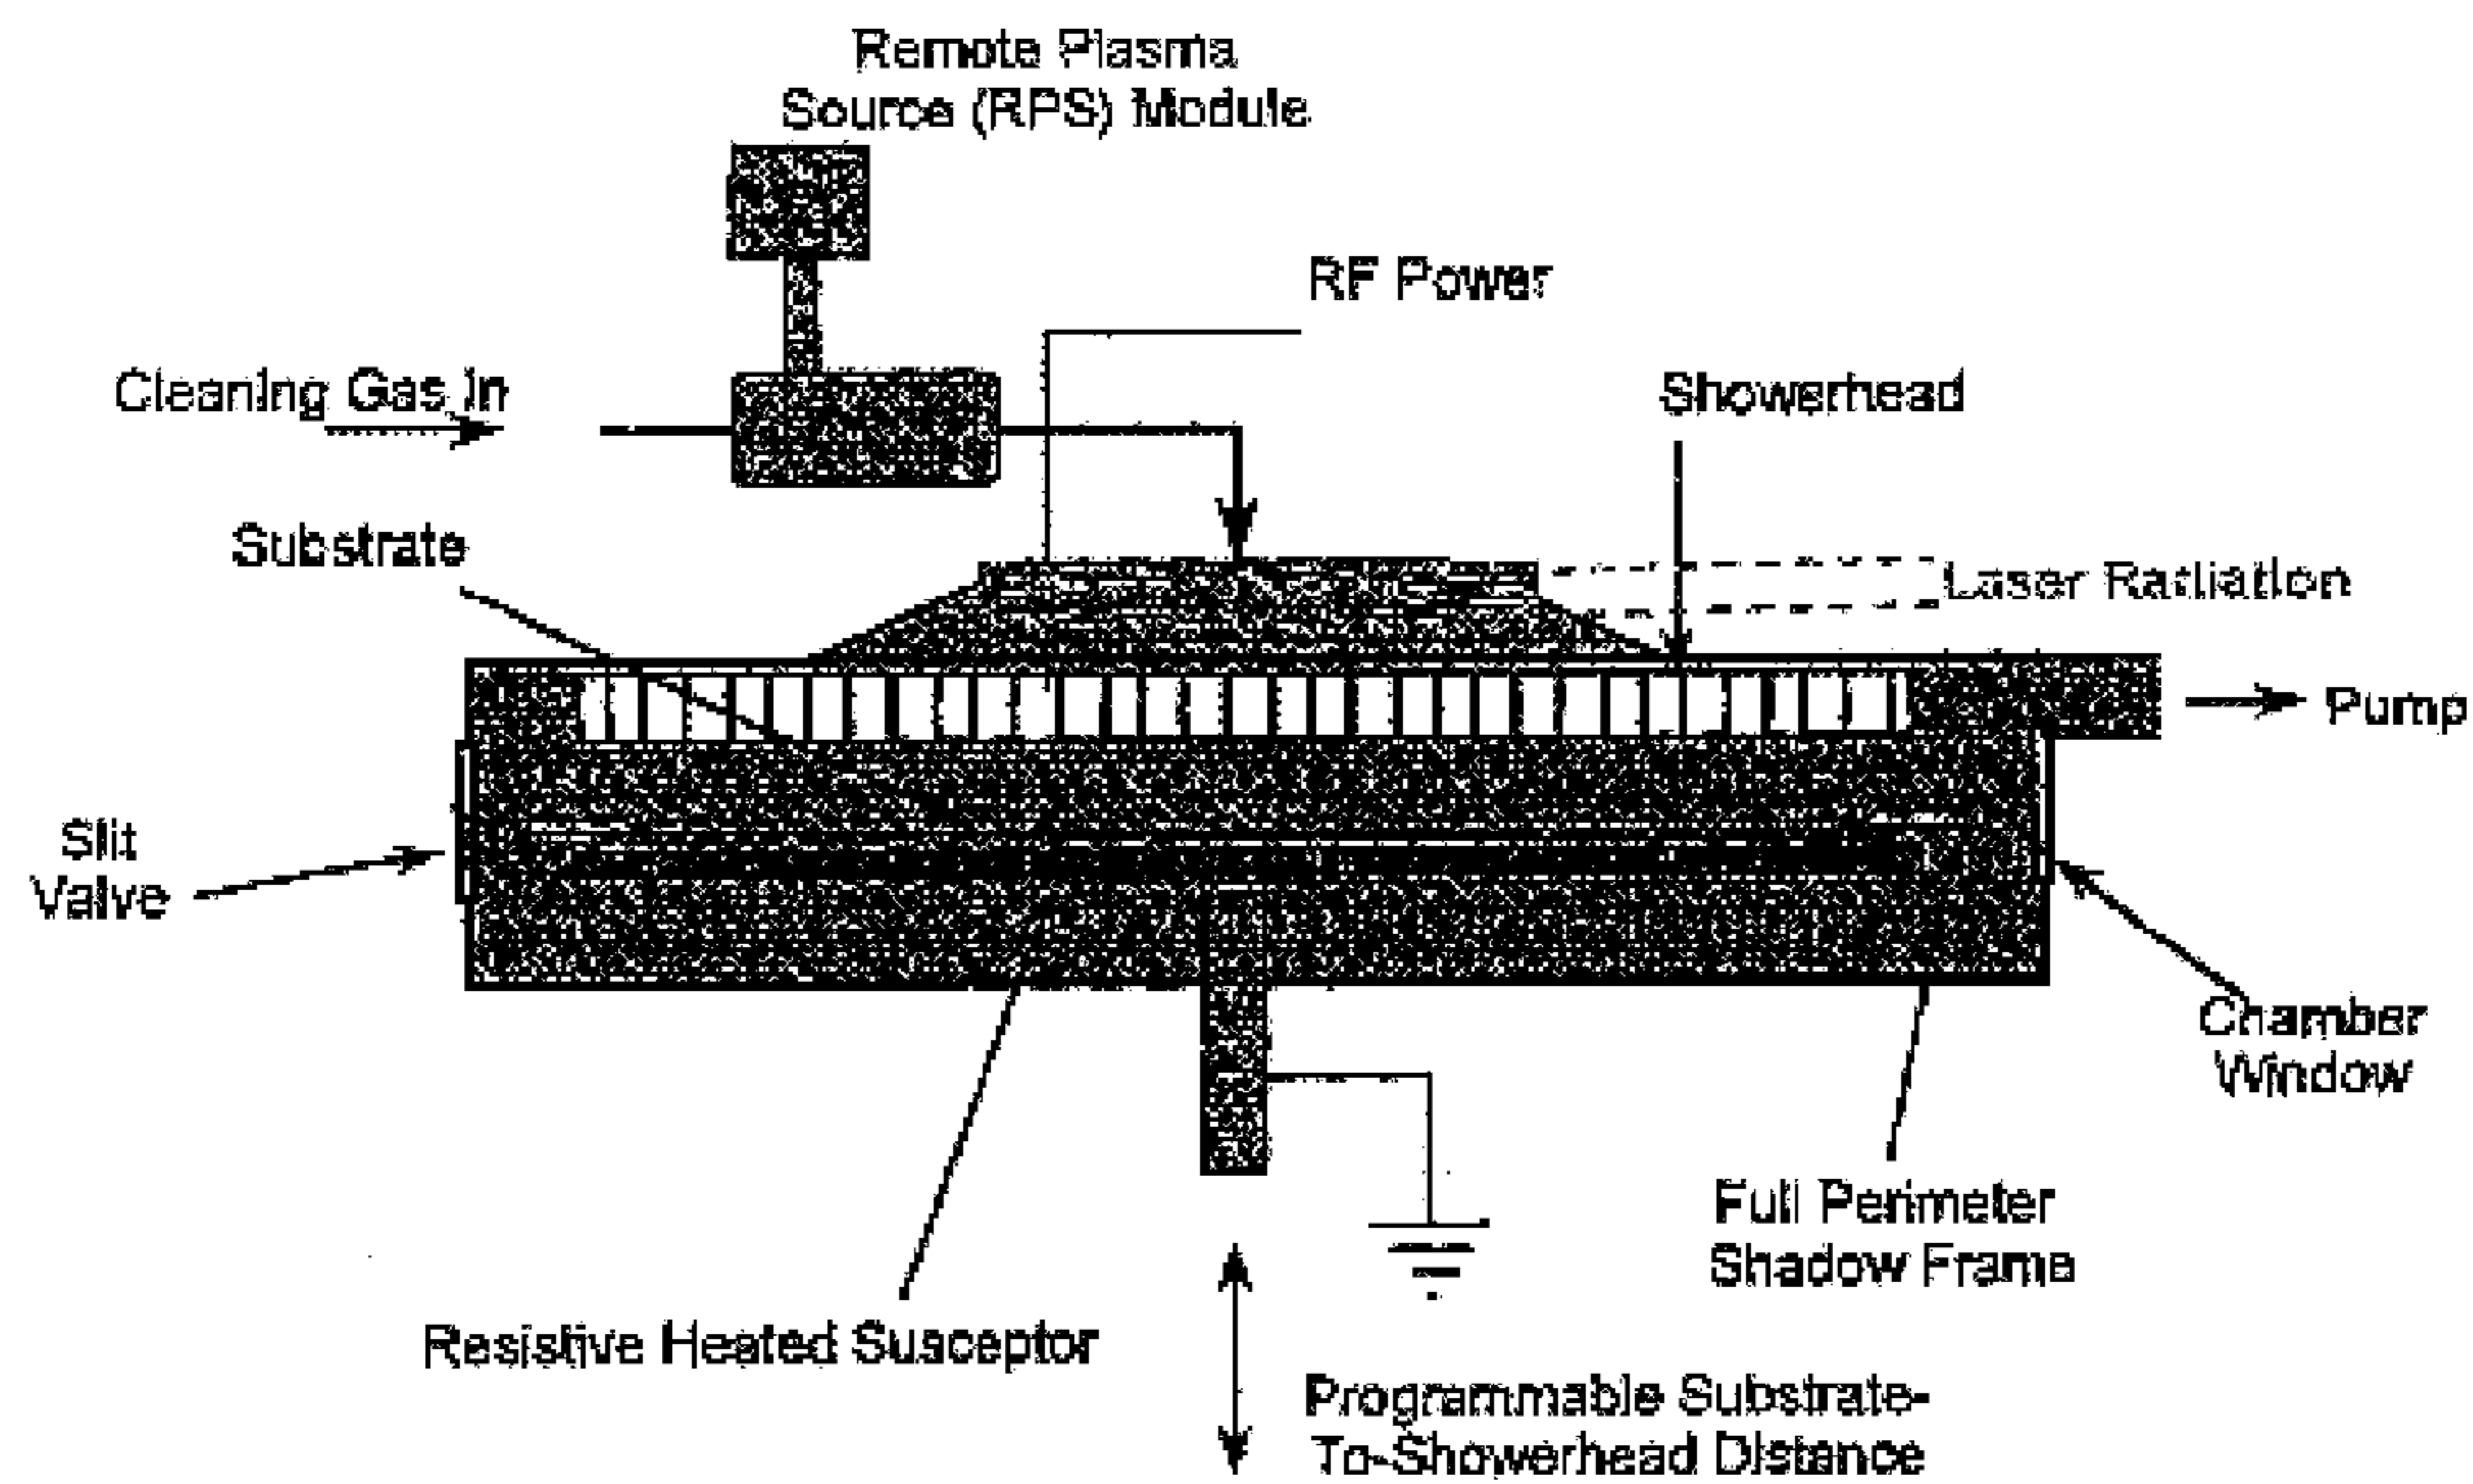 Remote Plasma
Source (RPS) Module
RF Power
Cleaning Gas in
Showerhead
Substrate
Laser Radiation
Pump
Slit
Valve
Chamber
Window
Full Perimeter
Shadow Frame
Resistive Heated Susceptor
Programmable Substrate-
To-Showerhead Distance